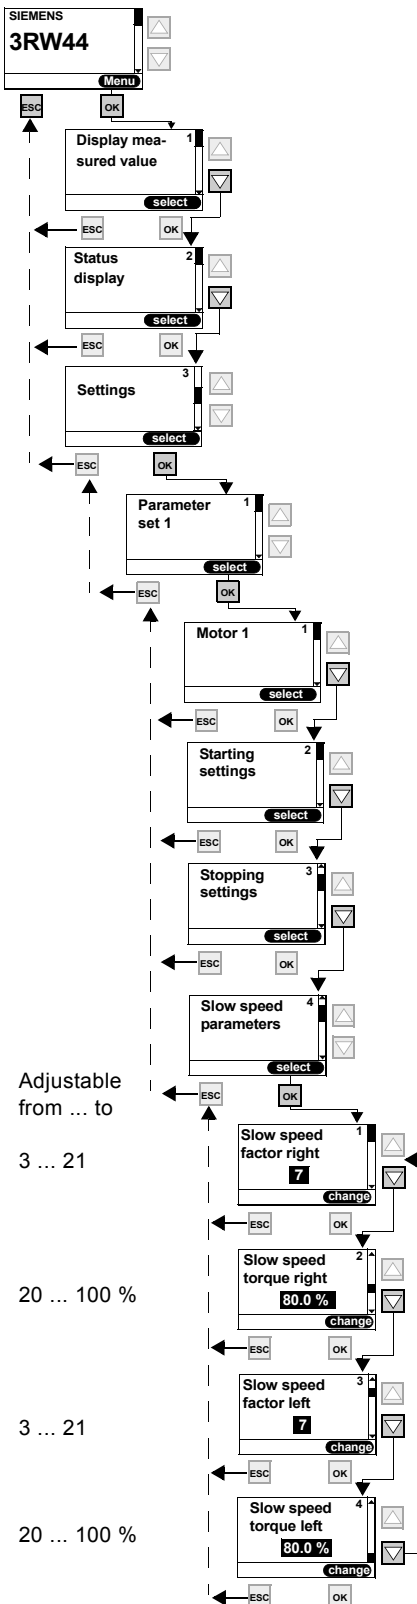 SIEMENS
3RW44
Menu
ESC
OK
Display mea-
sured value
1
select
ESC
OK
Status
display
2
select
ESC
OK
Settings
3
select
ESC
OK
Parameter
set 1
1
select
ESC
OK
Motor 1
1
select
ESC
OK
Starting
settings
2
select
ESC
OK
Stopping
settings
3
select
ESC
OK
Slow speed
parameters
4
select
ESC
OK
Adjustable
from ... to
Slow speed
factor right
1
7
change
3 ... 21
ESC
OK
Slow speed
torque right
2
80.0 %
change
20 ... 100 %
ESC
OK
Slow speed
factor left
3
7
change
3 ... 21
ESC
OK
Slow speed
torque left
4
80.0 %
change
20 ... 100 %
ESC
OK